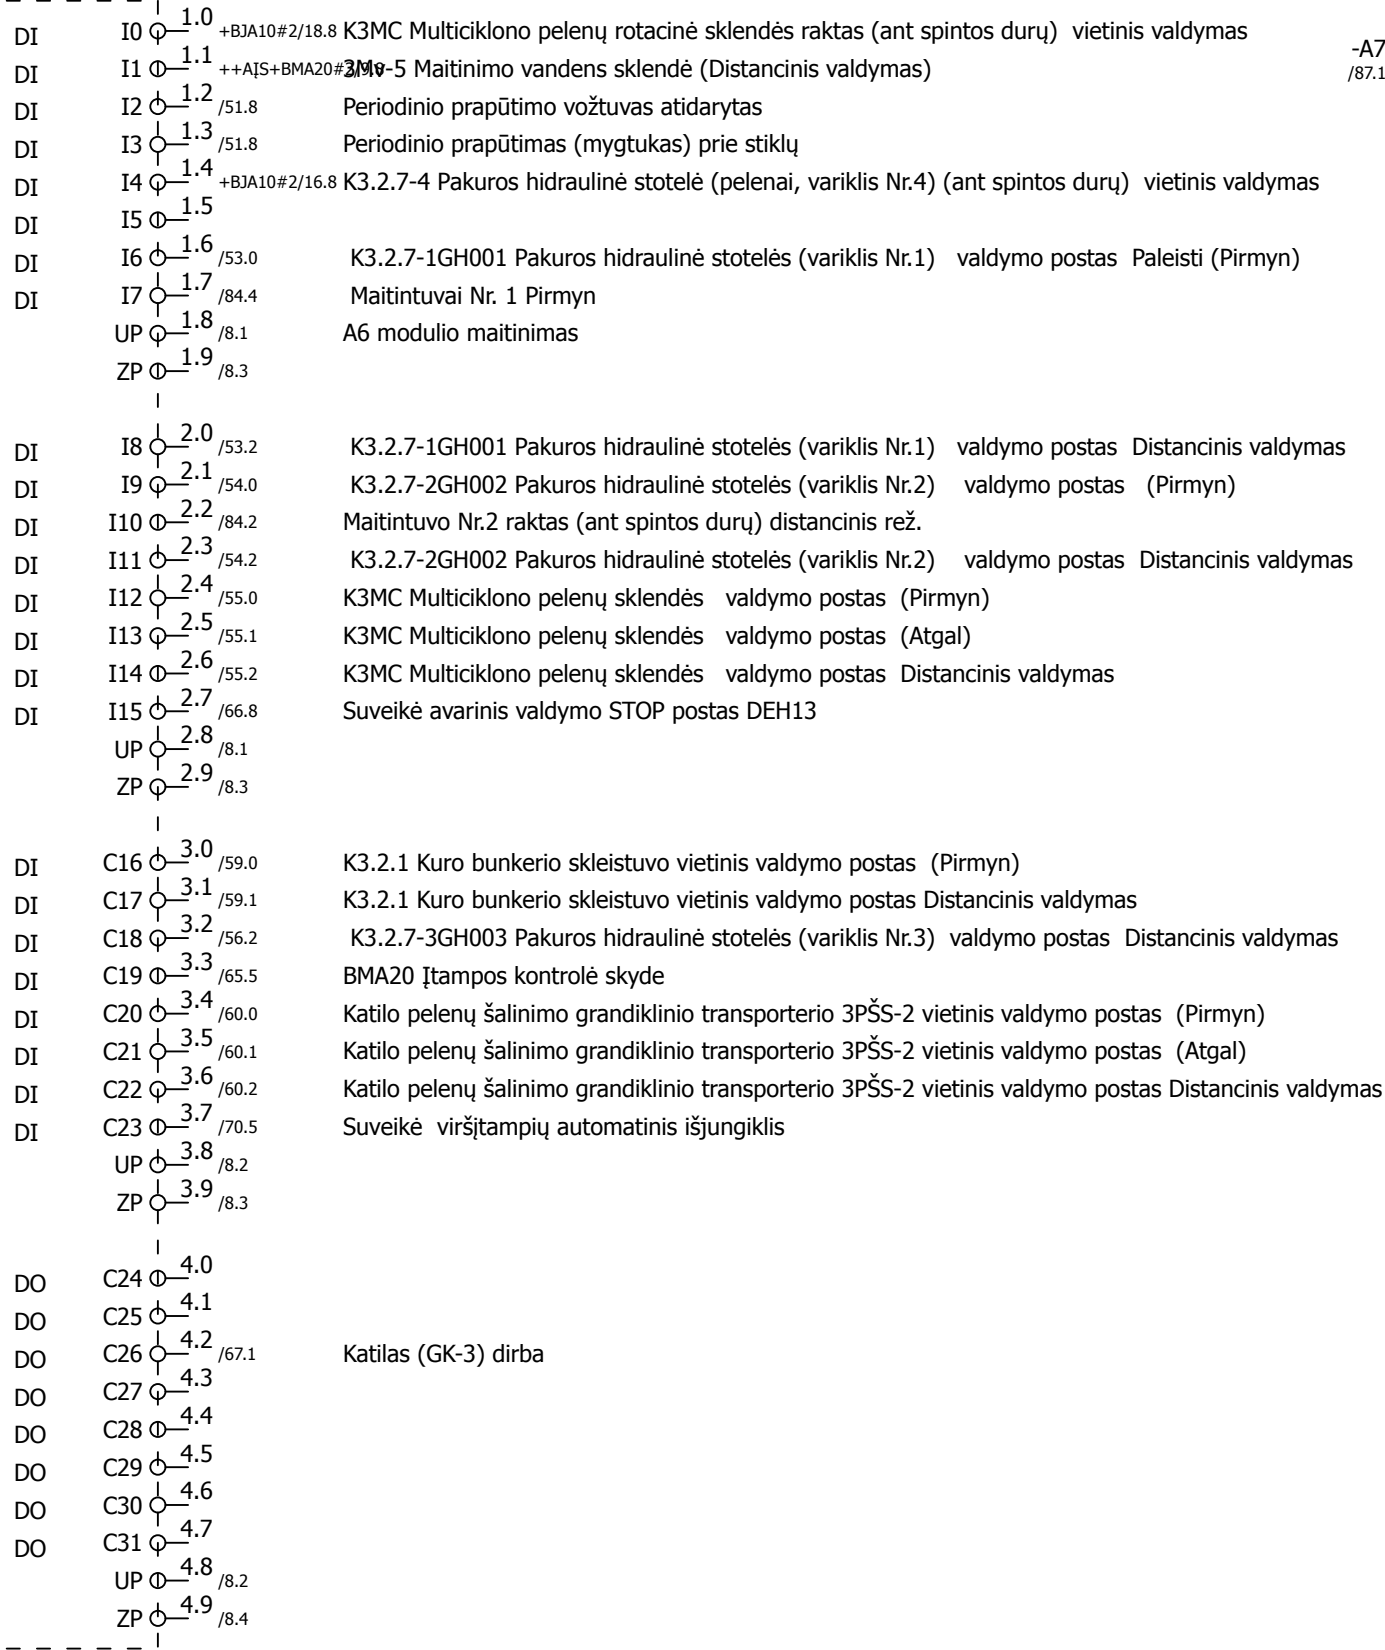 DI I0 1.0 +BJA10#2/18.8 K3MC Multiciklono pelenų rotacinė sklendės raktas (ant spintos durų) vietinis valdymas
-A7
/87.1
DI I1 1.1 ++AĮS+BMA20# 3Mv-5 Maitinimo vandens sklendė (Distancinis valdymas)
DI I2 1.2 /51.8 Periodinio prapūtimo vožtuvas atidarytas
DI I3 1.3 /51.8 Periodinio prapūtimas (mygtukas) prie stiklų
DI I4 1.4 +BJA10#2/16.8 K3.2.7-4 Pakuros hidraulinė stotelė (pelenai, variklis Nr.4) (ant spintos durų) vietinis valdymas
DI I5 1.5
DI I6 1.6 /53.0 K3.2.7-1GH001 Pakuros hidraulinė stotelės (variklis Nr.1) valdymo postas Paleisti (Pirmyn)
DI I7 1.7 /84.4 Maitintuvai Nr. 1 Pirmyn
UP 1.8 /8.1 A6 modulio maitinimas
ZP 1.9 /8.3
DI I8 2.0 /53.2 K3.2.7-1GH001 Pakuros hidraulinė stotelės (variklis Nr.1) valdymo postas Distancinis valdymas
DI I9 2.1 /54.0 K3.2.7-2GH002 Pakuros hidraulinė stotelės (variklis Nr.2) valdymo postas (Pirmyn)
DI I10 2.2 /84.2 Maitintuvo Nr.2 raktas (ant spintos durų) distancinis rež.
DI I11 2.3 /54.2 K3.2.7-2GH002 Pakuros hidraulinė stotelės (variklis Nr.2) valdymo postas Distancinis valdymas
DI I12 2.4 /55.0 K3MC Multiciklono pelenų sklendės valdymo postas (Pirmyn)
DI I13 2.5 /55.1 K3MC Multiciklono pelenų sklendės valdymo postas (Atgal)
DI I14 2.6 /55.2 K3MC Multiciklono pelenų sklendės valdymo postas Distancinis valdymas
DI I15 2.7 /66.8 Suveikė avarinis valdymo STOP postas DEH13
UP 2.8 /8.1
ZP 2.9 /8.3
DI C16 3.0 /59.0 K3.2.1 Kuro bunkerio skleistuvo vietinis valdymo postas (Pirmyn)
DI C17 3.1 /59.1 K3.2.1 Kuro bunkerio skleistuvo vietinis valdymo postas Distancinis valdymas
DI C18 3.2 /56.2 K3.2.7-3GH003 Pakuros hidraulinė stotelės (variklis Nr.3) valdymo postas Distancinis valdymas
DI C19 3.3 /65.5 BMA20 Įtampos kontrolė skyde
DI C20 3.4 /60.0 Katilo pelenų šalinimo grandiklinio transporterio 3PŠS-2 vietinis valdymo postas (Pirmyn)
DI C21 3.5 /60.1 Katilo pelenų šalinimo grandiklinio transporterio 3PŠS-2 vietinis valdymo postas (Atgal)
DI C22 3.6 /60.2 Katilo pelenų šalinimo grandiklinio transporterio 3PŠS-2 vietinis valdymo postas Distancinis valdymas
DI C23 3.7 /70.5 Suveikė viršįtampių automatinis išjungiklis
UP 3.8 /8.2
ZP 3.9 /8.3
DO C24 4.0
DO C25 4.1
DO C26 4.2 /67.1 Katilas (GK-3) dirba
DO C27 4.3
DO C28 4.4
DO C29 4.5
DO C30 4.6
DO C31 4.7
UP 4.8 /8.2
ZP 4.9 /8.4